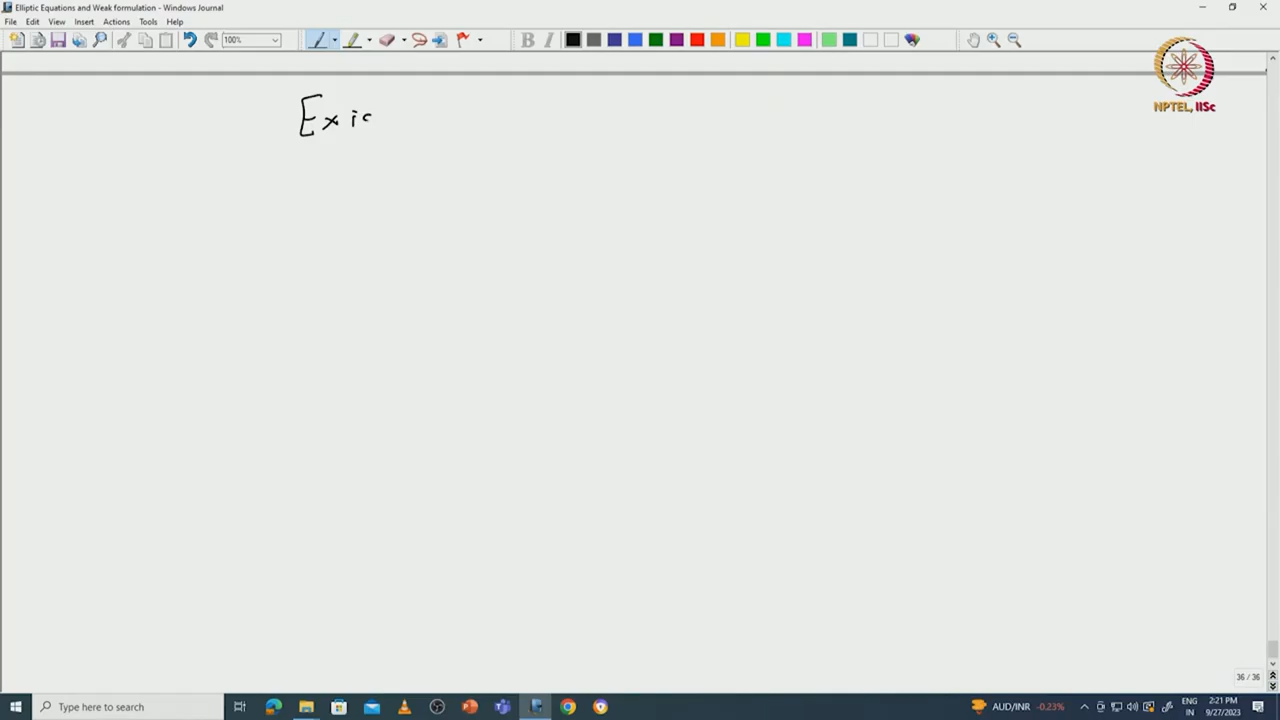 Elliptic Equations and Weak formulation - Windows Journal
File Edit View Insert Actions Tools Help
100%
B I
NPTEL, IISc
Exis
36 / 36
Type here to search
AUD/INR -0.23%
ENG
IN
2:21 PM
9/27/2023